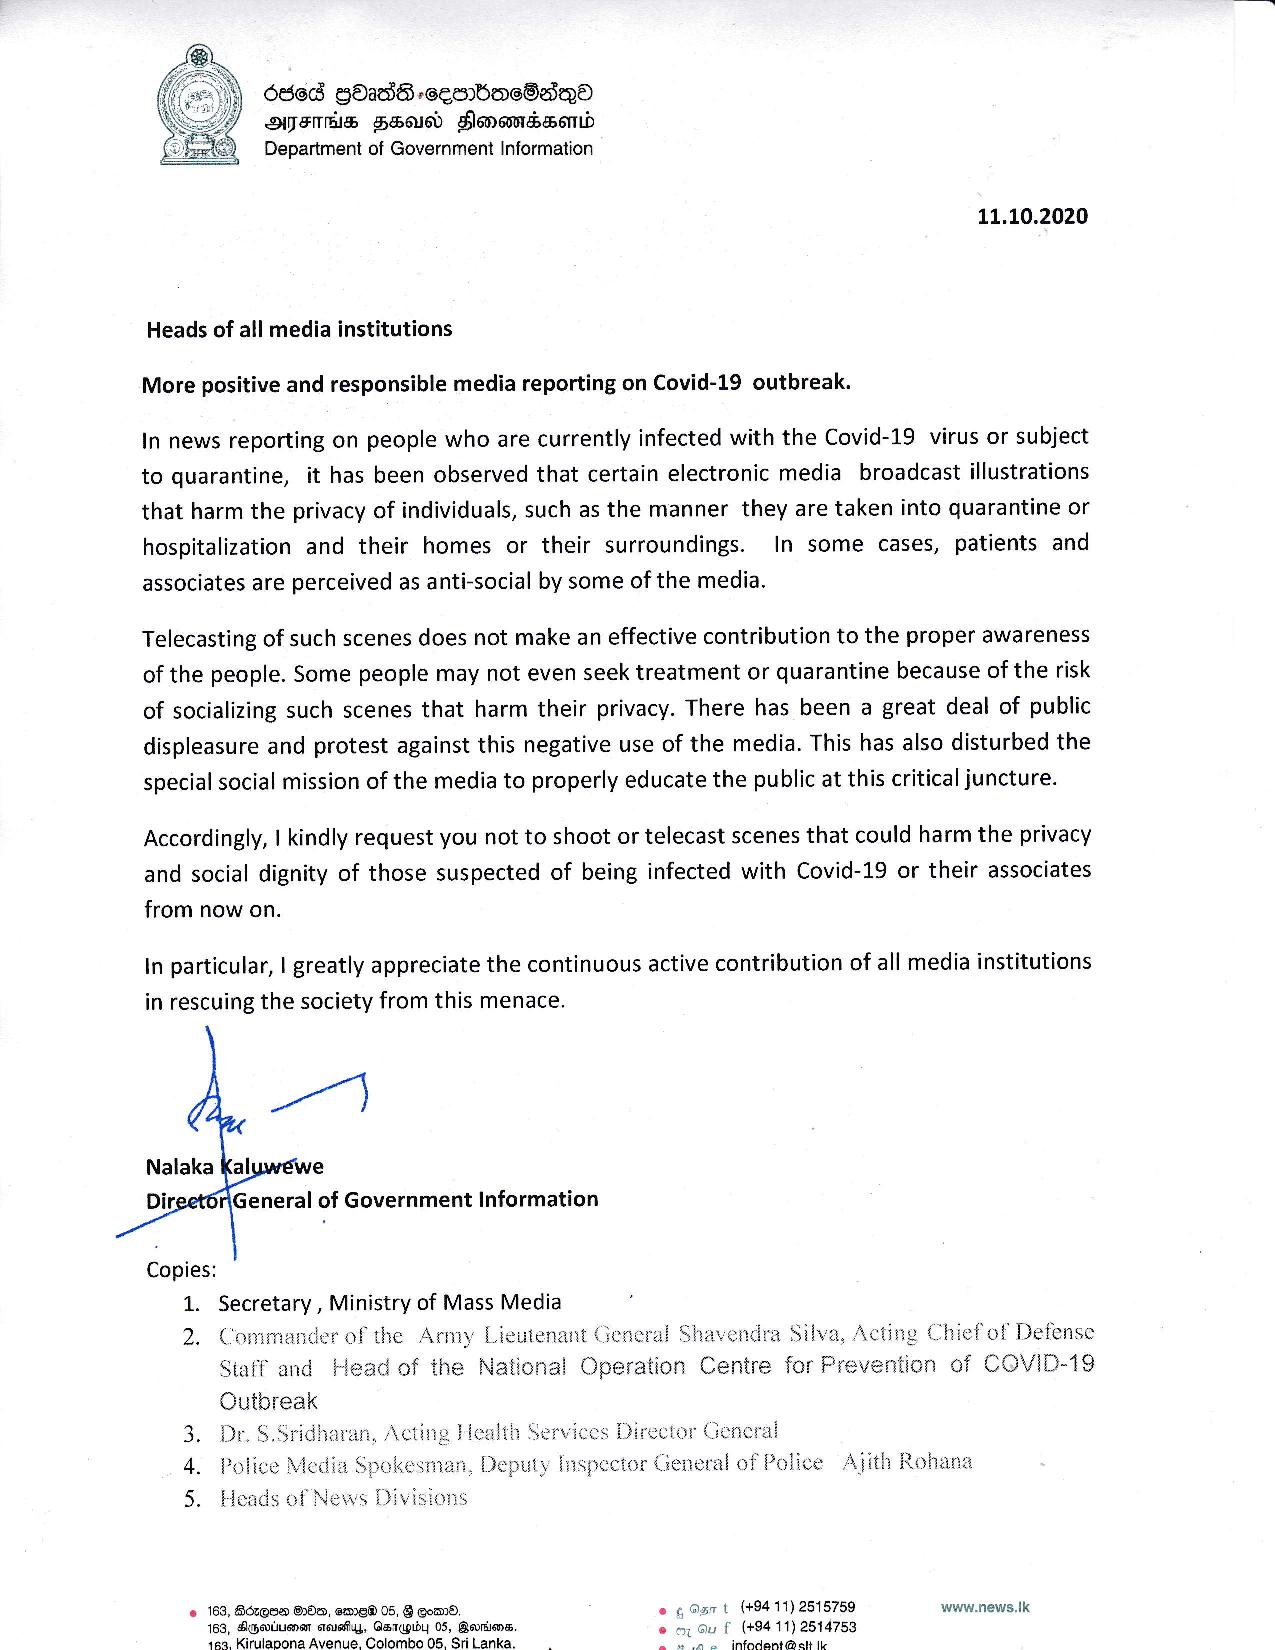 රජයේ ප්‍රවෘත්ති දෙපාර්තමේන්තුව
அரசாங்க தகவல் திணைக்களம்
Department of Government Information
11.10.2020
Heads of all media institutions
More positive and responsible media reporting on Covid-19 outbreak.
In news reporting on people who are currently infected with the Covid-19 virus or subject
to quarantine, it has been observed that certain electronic media broadcast illustrations
that harm the privacy of individuals, such as the manner they are taken into quarantine or
hospitalization and their homes or their surroundings. In some cases, patients and
associates are perceived as anti-social by some of the media.
Telecasting of such scenes does not make an effective contribution to the proper awareness
of the people. Some people may not even seek treatment or quarantine because of the risk
of socializing such scenes that harm their privacy. There has been a great deal of public
displeasure and protest against this negative use of the media. This has also disturbed the
special social mission of the media to properly educate the public at this critical juncture.
Accordingly, I kindly request you not to shoot or telecast scenes that could harm the privacy
and social dignity of those suspected of being infected with Covid-19 or their associates
from now on.
In particular, I greatly appreciate the continuous active contribution of all media institutions
in rescuing the society from this menace.
Nalaka Kaluwewe
Director General of Government Information
Copies:
1. Secretary , Ministry of Mass Media
2. Commander of the Army Lieutenant General Shavendra Silva, Acting Chief of Defense
Staff and Head of the National Operation Centre for Prevention of COVID-19
Outbreak
3. Dr. S.Sridharan, Acting Health Services Director General
4. Police Media Spokesman, Deputy Inspector General of Police Ajith Rohana
5. Heads of News Divisions
163, කිරුලපන මාවත, කොළඹ 05, ශ්‍රී ලංකාව.
163, கிருலப்பனை எவனியு, கொழும்பு 05, இலங்கை.
163, Kirulapona Avenue, Colombo 05, Sri Lanka.
දු தொ t (+94 11) 2515759
පැ பெ f (+94 11) 2514753
infodept@slt.lk
www.news.lk